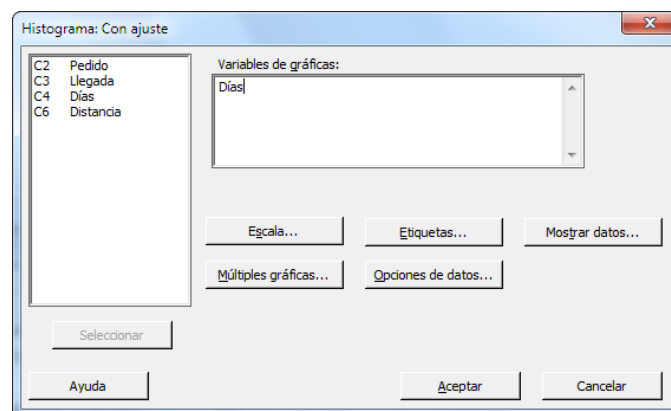 Histograma: Con ajuste
C2 Pedido
C3 Llegada
C4 Días
C6 Distancia
Variables de gráficas:
Días
Escala...
Etiquetas...
Mostrar datos...
Múltiples gráficas...
Opciones de datos...
Seleccionar
Ayuda
Aceptar
Cancelar